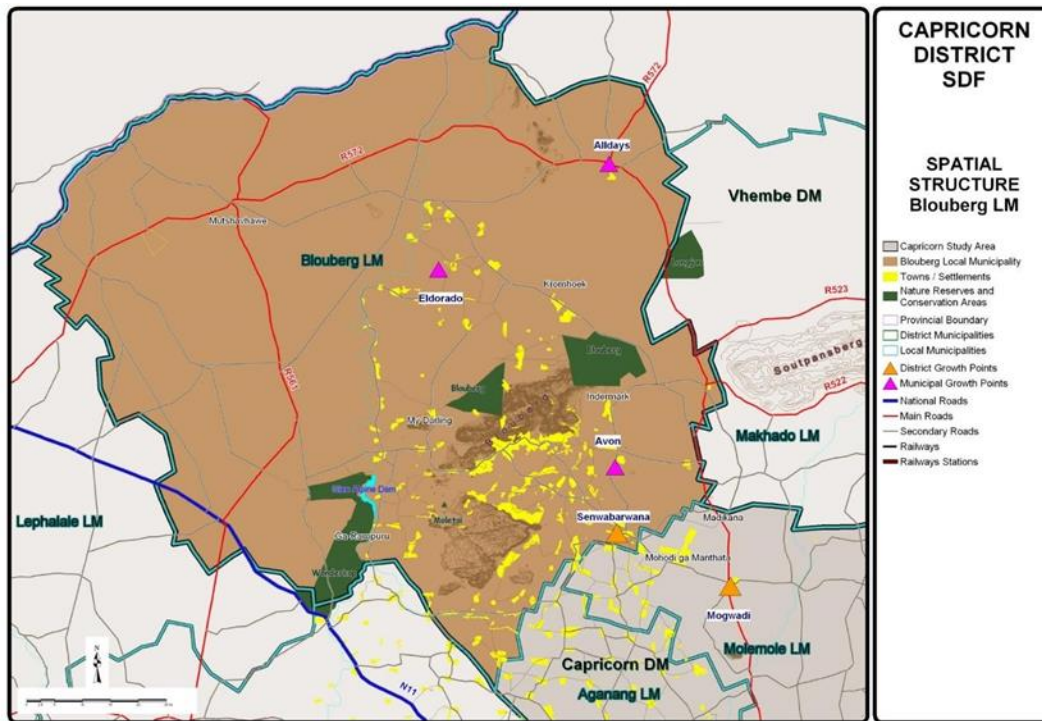 CAPRICORN
DISTRICT
SDF
SPATIAL
STRUCTURE
Blouberg LM
Capricorn Study Area
Blouberg Local Municipality
Towns / Settlements
Nature Reserves and
Conservation Areas
Provincial Boundary
District Municipalities
Local Municipalities
District Growth Points
Municipal Growth Points
National Roads
Main Roads
Secondary Roads
Railways
Railways Stations
R572
Alldays
R572
Vhembe DM
Blouberg LM
Eldorado
Kromhoek
R523
Soutpansberg
R522
R561
Blouberg
My Darling
Indermark
Avon
Makhado LM
Lephalale LM
Senwabarwana
Madikana
Mohodi ga Manthata
Mogwadi
Molemole LM
Capricorn DM
Aganang LM
N11